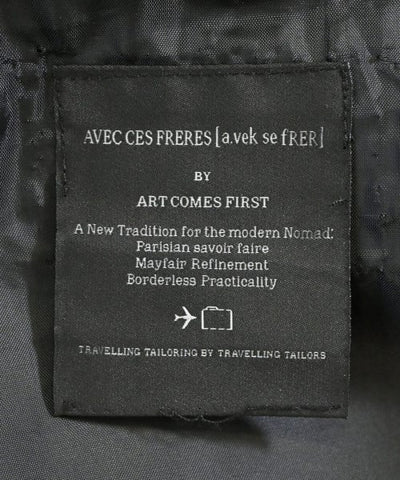 AVEC CES FRERES [a.vek se fRER]
BY
ART COMES FIRST
A New Tradition for the modern Nomad:
Parisian savoir faire
Mayfair Refinement
Borderless Practicality
TRAVELLING TAILORING BY TRAVELLING TAILORS